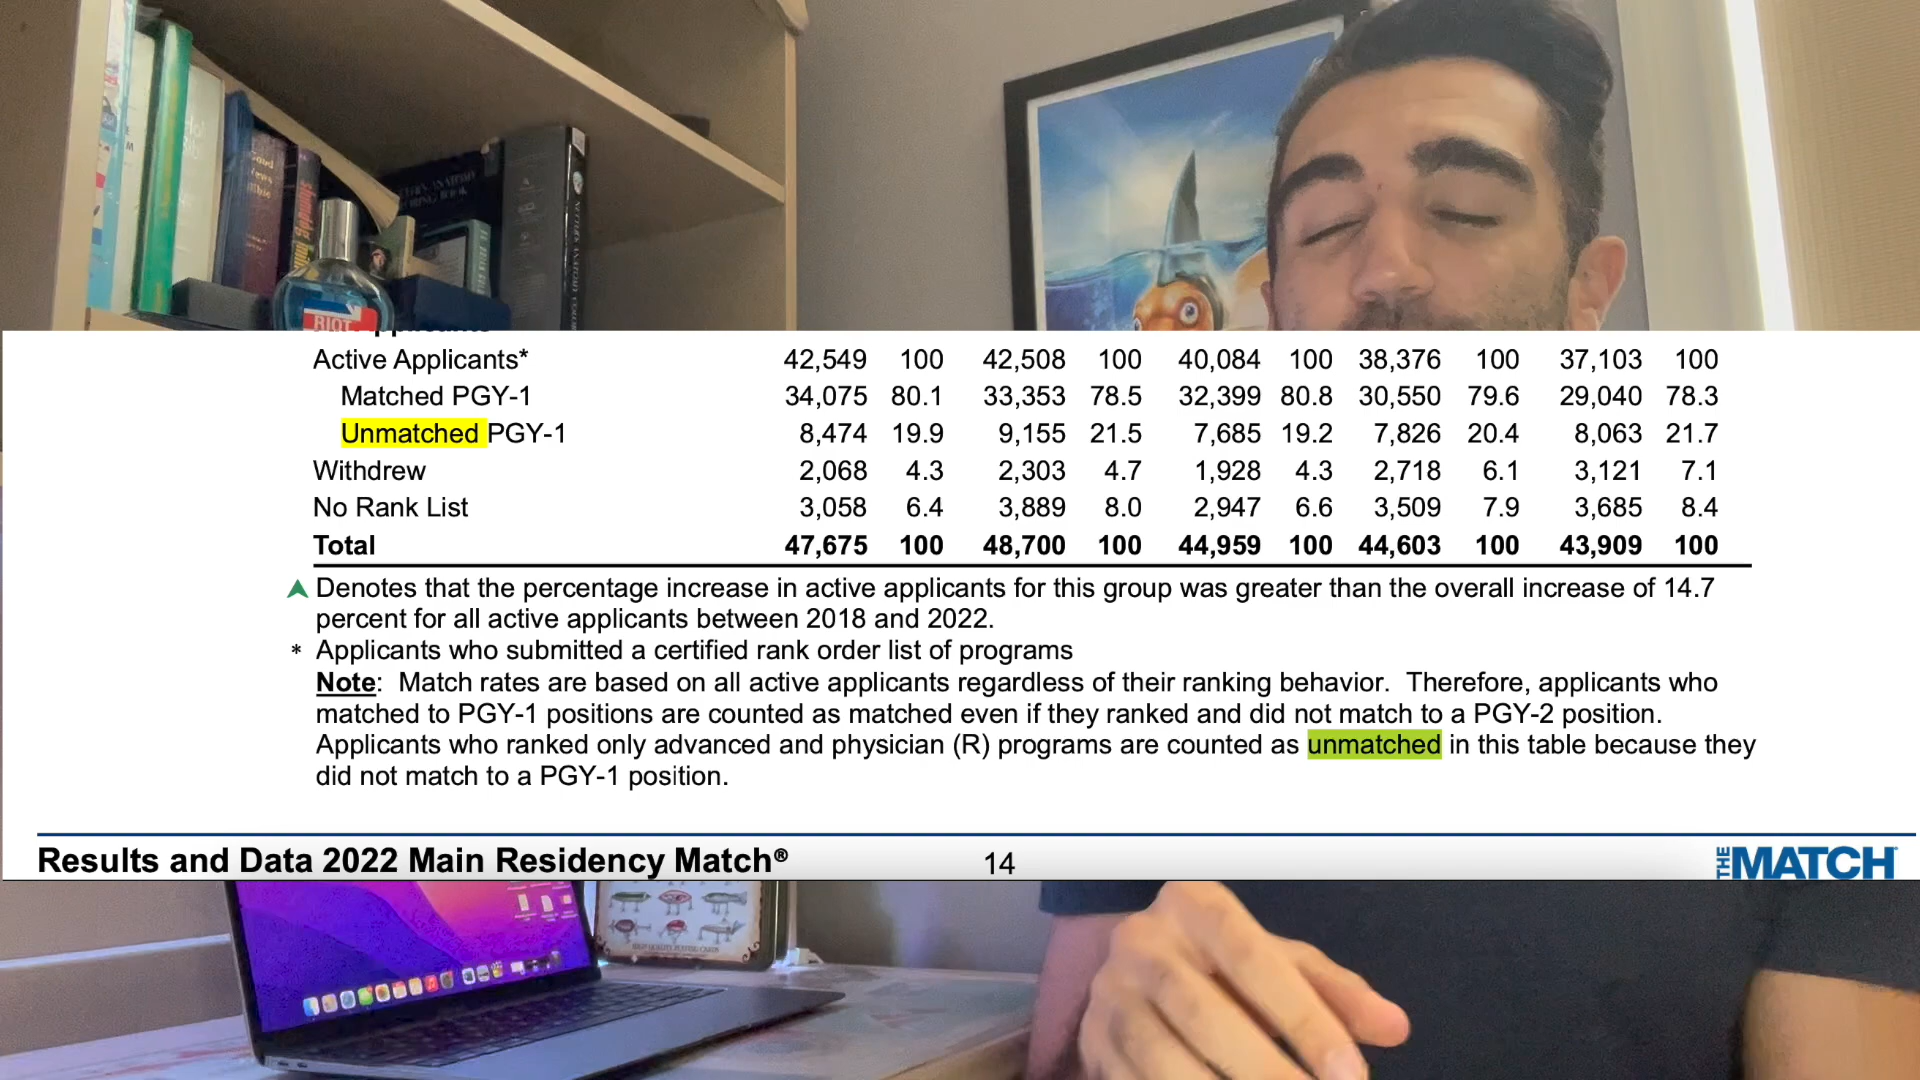 RIOT
Active Applicants* 42,549 100 42,508 100 40,084 100 38,376 100 37,103 100
Matched PGY-1 34,075 80.1 33,353 78.5 32,399 80.8 30,550 79.6 29,040 78.3
Unmatched PGY-1 8,474 19.9 9,155 21.5 7,685 19.2 7,826 20.4 8,063 21.7
Withdrew 2,068 4.3 2,303 4.7 1,928 4.3 2,718 6.1 3,121 7.1
No Rank List 3,058 6.4 3,889 8.0 2,947 6.6 3,509 7.9 3,685 8.4
Total 47,675 100 48,700 100 44,959 100 44,603 100 43,909 100
Denotes that the percentage increase in active applicants for this group was greater than the overall increase of 14.7
percent for all active applicants between 2018 and 2022.
* Applicants who submitted a certified rank order list of programs
Note: Match rates are based on all active applicants regardless of their ranking behavior. Therefore, applicants who
matched to PGY-1 positions are counted as matched even if they ranked and did not match to a PGY-2 position.
Applicants who ranked only advanced and physician (R) programs are counted as unmatched in this table because they
did not match to a PGY-1 position.
Results and Data 2022 Main Residency Match® 14 THE MATCH